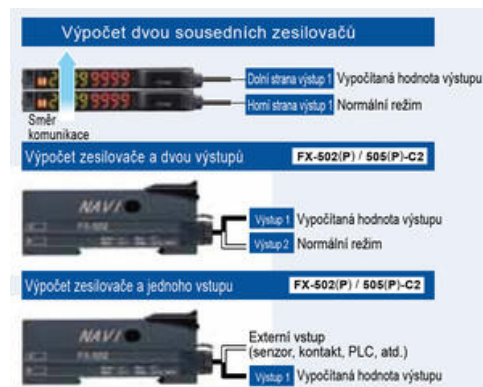 Výpočet dvou sousedních zesilovačů
9999
Dolní strana výstup 1 Vypočítaná hodnota výstupu
9999
Horní strana výstup 1 Normální režim
Směr
komunikace
Výpočet zesilovače a dvou výstupů FX-502(P) / 505(P)-C2
NAVI
FX-502
Výstup 1 Vypočítaná hodnota výstupu
Výstup 2 Normální režim
Výpočet zesilovače a jednoho vstupu FX-502(P) / 505(P)-C2
NAVI
FX-502
Externí vstup
(senzor, kontakt, PLC, atd.)
Výstup 1 Vypočítaná hodnota výstupu